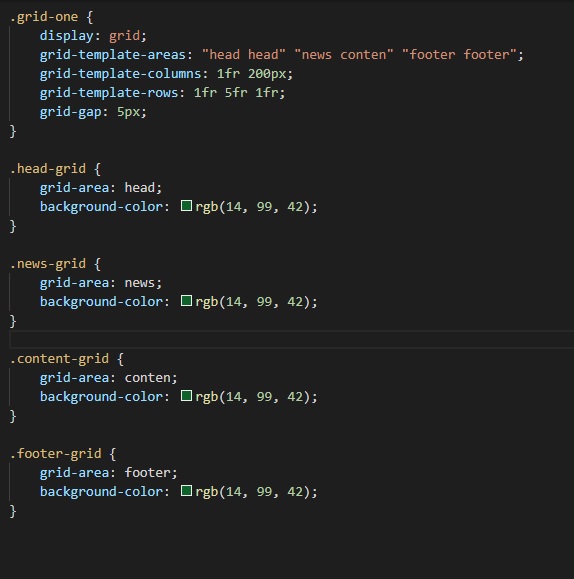 .grid-one {
    display: grid;
    grid-template-areas: "head head" "news conten" "footer footer";
    grid-template-columns: 1fr 200px;
    grid-template-rows: 1fr 5fr 1fr;
    grid-gap: 5px;
}

.head-grid {
    grid-area: head;
    background-color: rgb(14, 99, 42);
}

.news-grid {
    grid-area: news;
    background-color: rgb(14, 99, 42);
}

.content-grid {
    grid-area: conten;
    background-color: rgb(14, 99, 42);
}

.footer-grid {
    grid-area: footer;
    background-color: rgb(14, 99, 42);
}